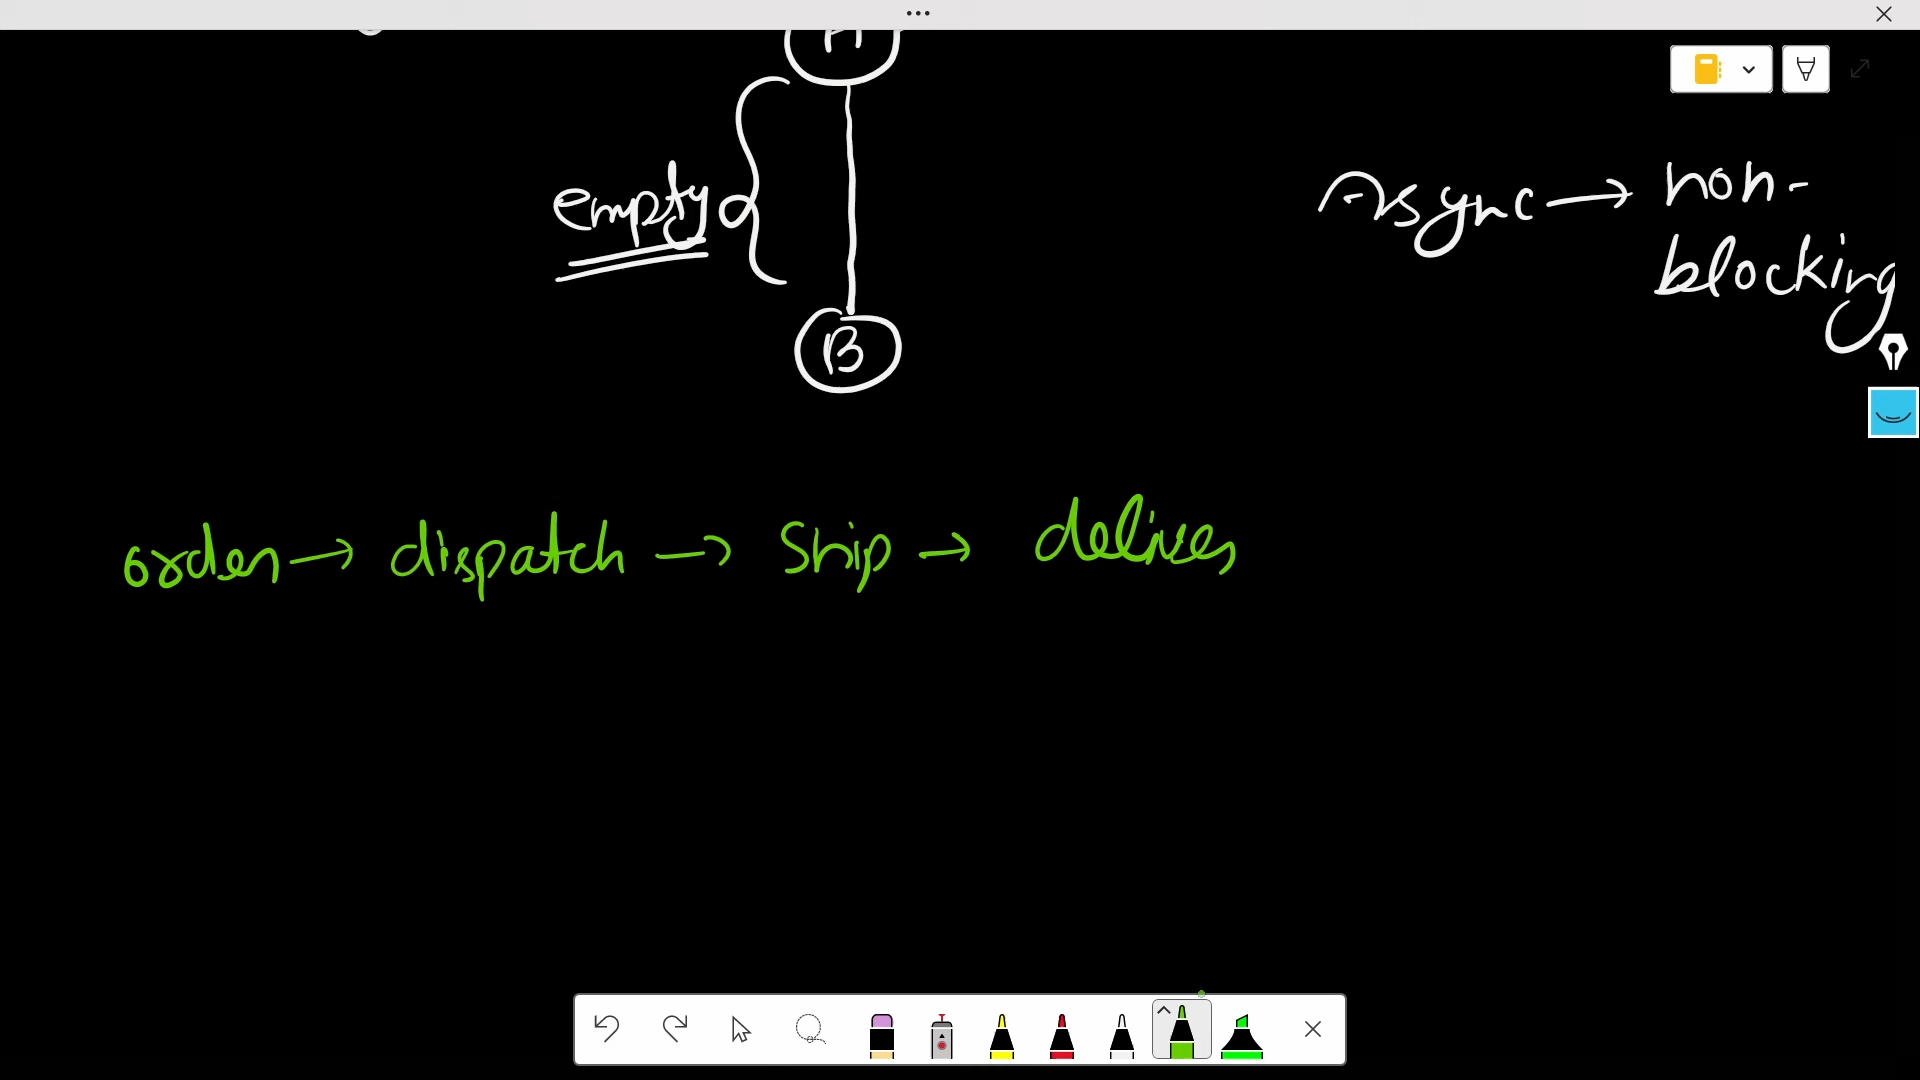 A
empty
Async → non-
blocking
B
order → dispatch → Ship → deliver